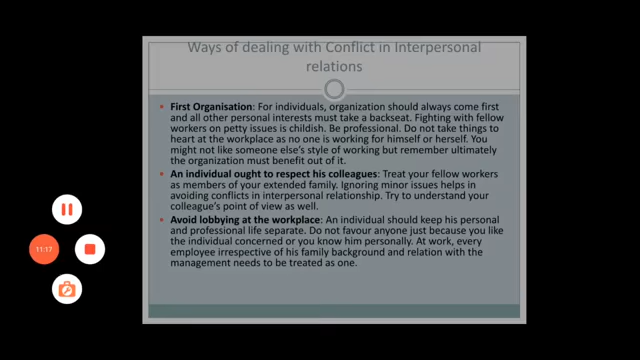 Ways of dealing with Conflict in Interpersonal
relations
First Organisation: For individuals, organization should always come first
and all other personal interests must take a backseat. Fighting with fellow
workers on petty issues is childish. Be professional. Do not take things to
heart at the workplace as no one is working for himself or herself. You
might not like someone else's style of working but remember ultimately
the organization must benefit out of it.
An individual ought to respect his colleagues: Treat your fellow workers
as members of your extended family. Ignoring minor issues helps in
avoiding conflicts in interpersonal relationship. Try to understand your
colleague's point of view as well.
Avoid lobbying at the workplace: An individual should keep his personal
and professional life separate. Do not favour anyone just because you like
the individual concerned or you know him personally. At work, every
employee irrespective of his family background and relation with the
management needs to be treated as one.
11:17